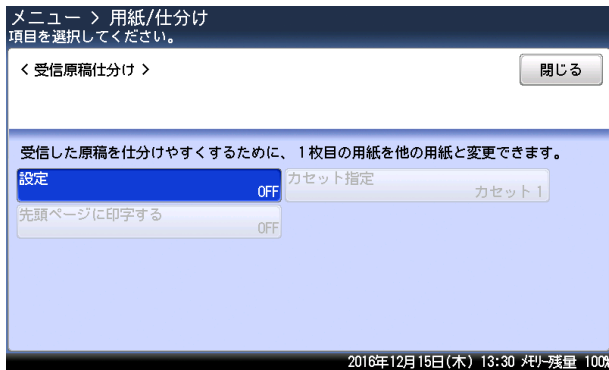 メニュー > 用紙/仕分け
項目を選択してください。
< 受信原稿仕分け >
閉じる
受信した原稿を仕分けやすくするために、1枚目の用紙を他の用紙と変更できます。
設定
OFF
カセット指定
カセット1
先頭ページに印字する
OFF
2016年12月15日(木) 13:30 メモリー残量 100%